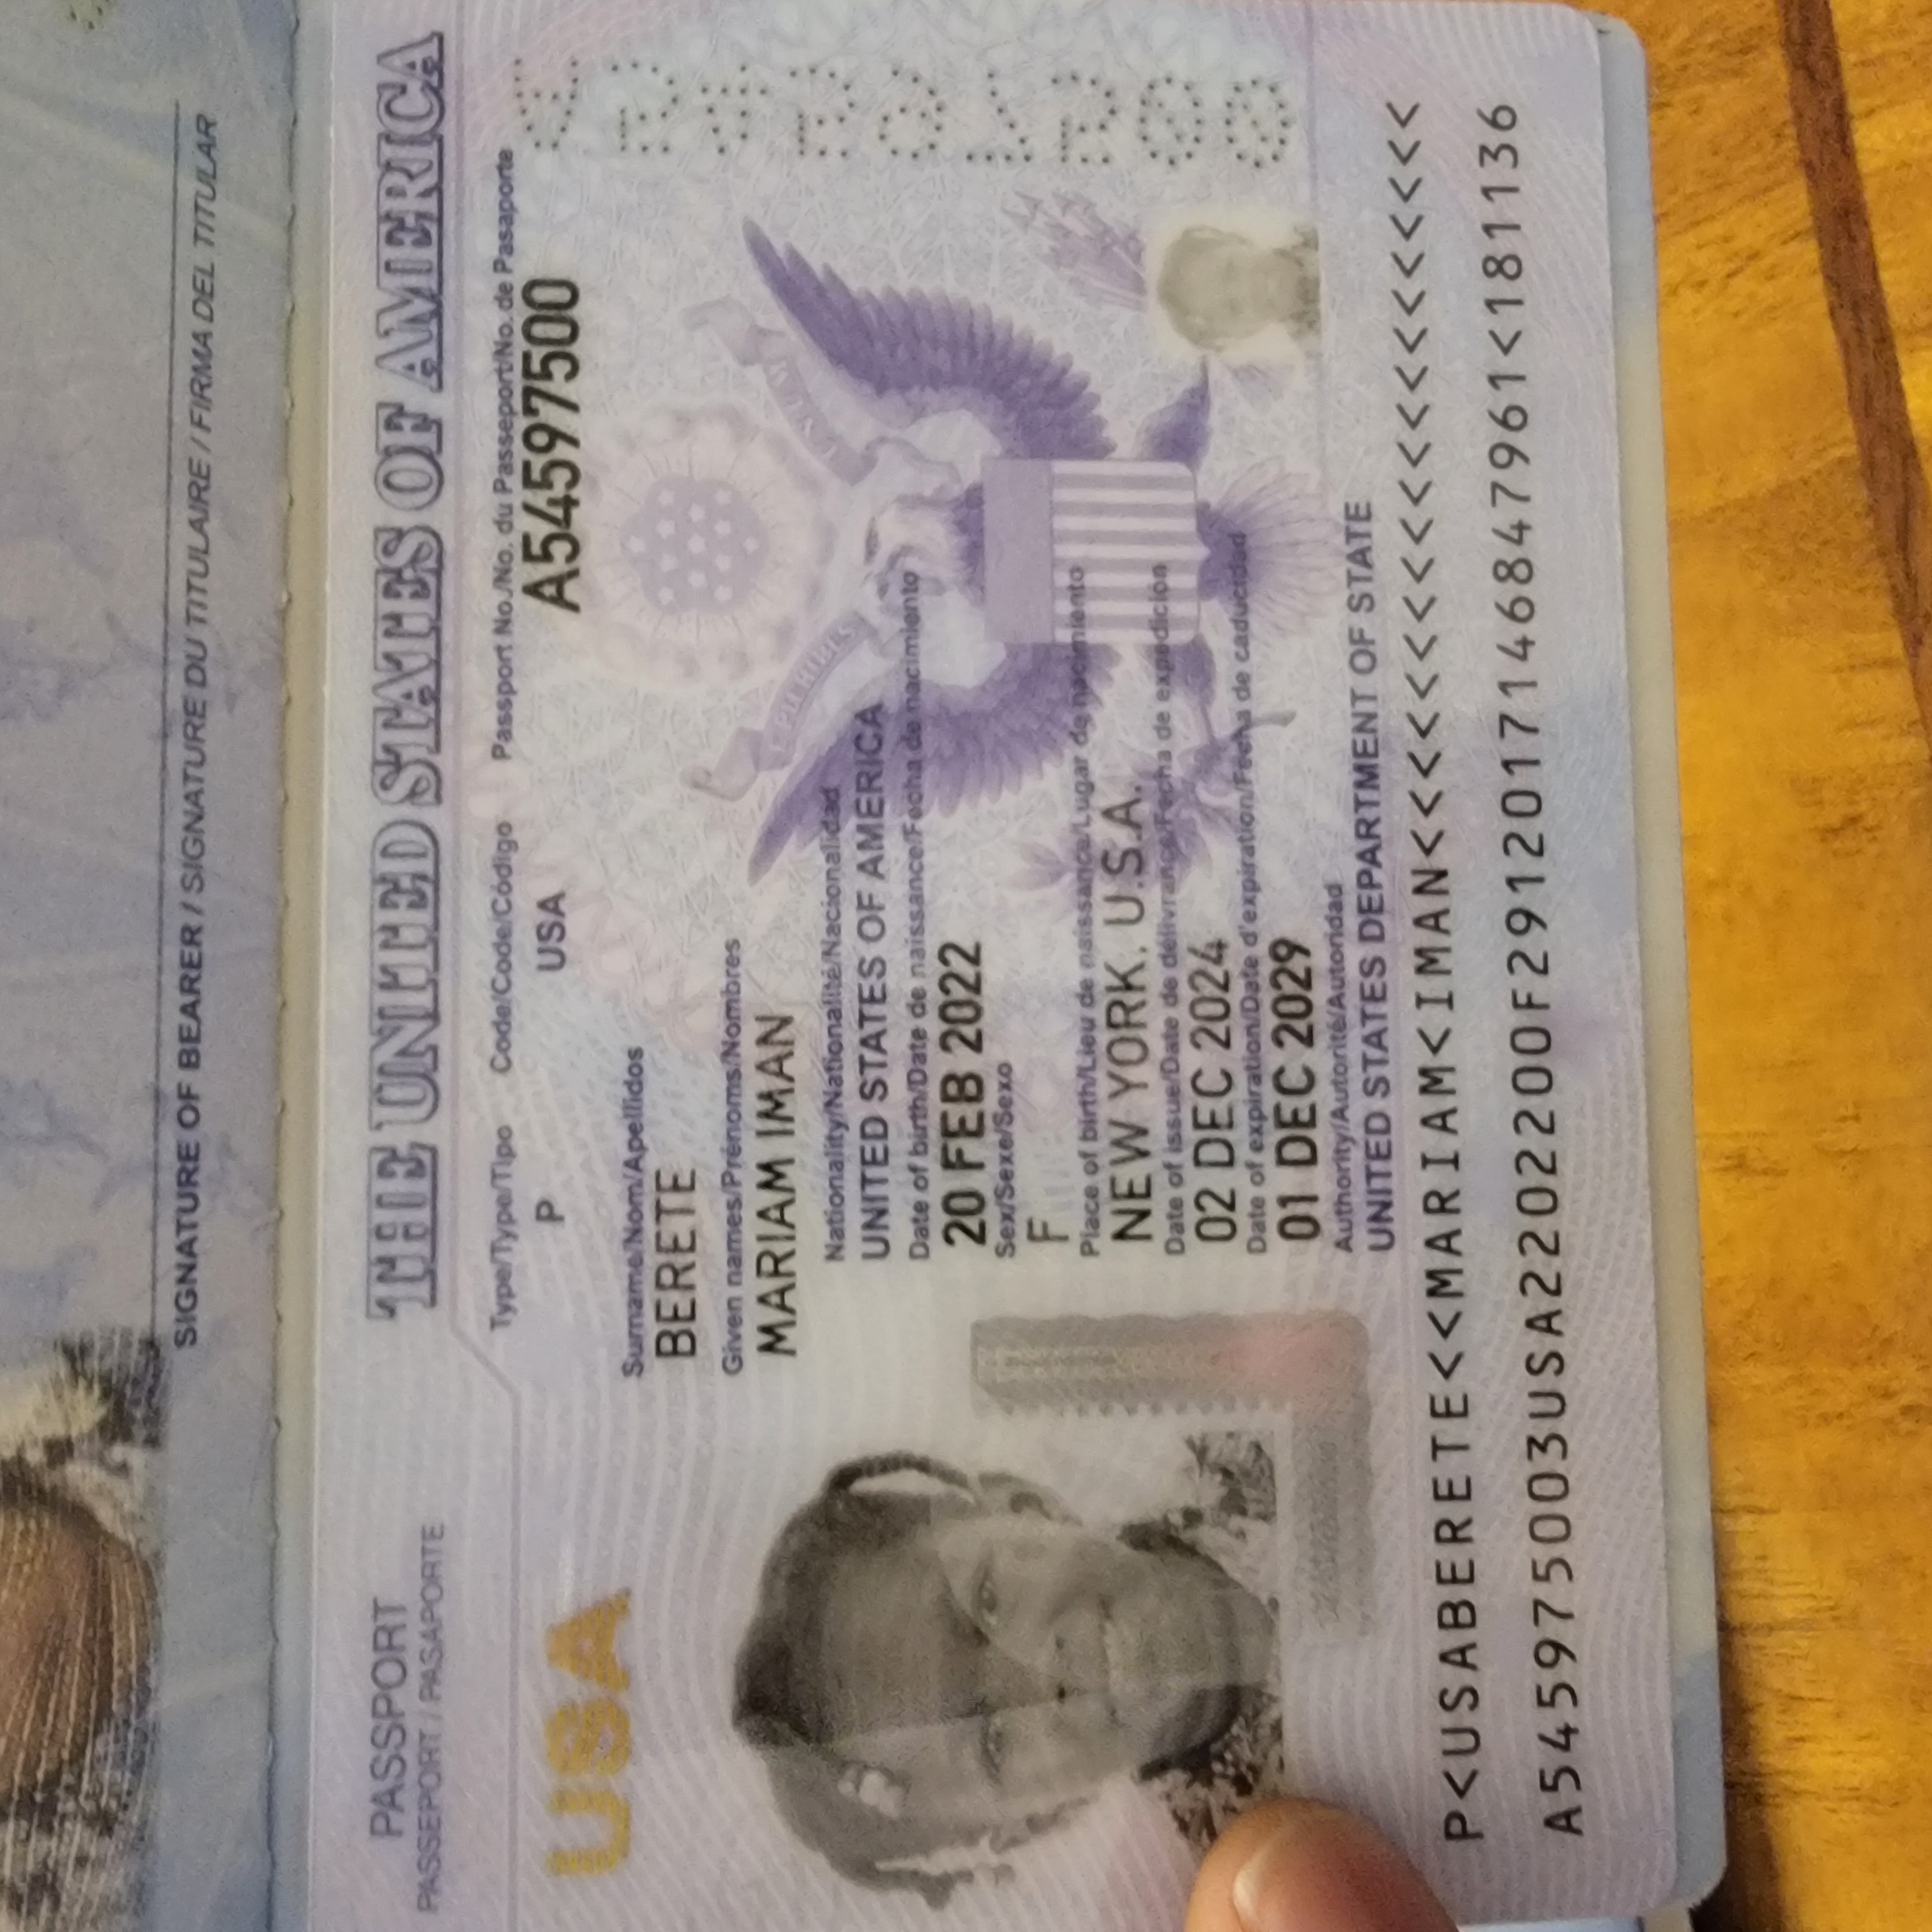 SIGNATURE OF BEARER / SIGNATURE DU TITULAIRE / FIRMA DEL TITULAR
PASSPORT
PASSEPORT / PASAPORTE
THE UNITED STATES OF AMERICA
Type/Type/Tipo Code/Code/Código Passport No./No. du Passeport/No. de Pasaporte
P USA A54597500
USA
Surname/Nom/Apellidos
BERETE
Given names/Prénoms/Nombres
MARIAM IMAN
Nationality/Nationalité/Nacionalidad
UNITED STATES OF AMERICA
Date of birth/Date de naissance/Fecha de nacimiento
20 FEB 2022
Sex/Sexe/Sexo
F
Place of birth/Lieu de naissance/Lugar de nacimiento
NEW YORK, U.S.A.
Date of issue/Date de délivrance/Fecha de expedición
02 DEC 2024
Date of expiration/Date d'expiration/Fecha de caducidad
01 DEC 2029
Authority/Autorité/Autoridad
UNITED STATES DEPARTMENT OF STATE
P<USABERETE<<MARIAM<IMAN<<<<<<<<<<<<<<<<<<<<
A545975003USA2202200F2912017146847961<181136